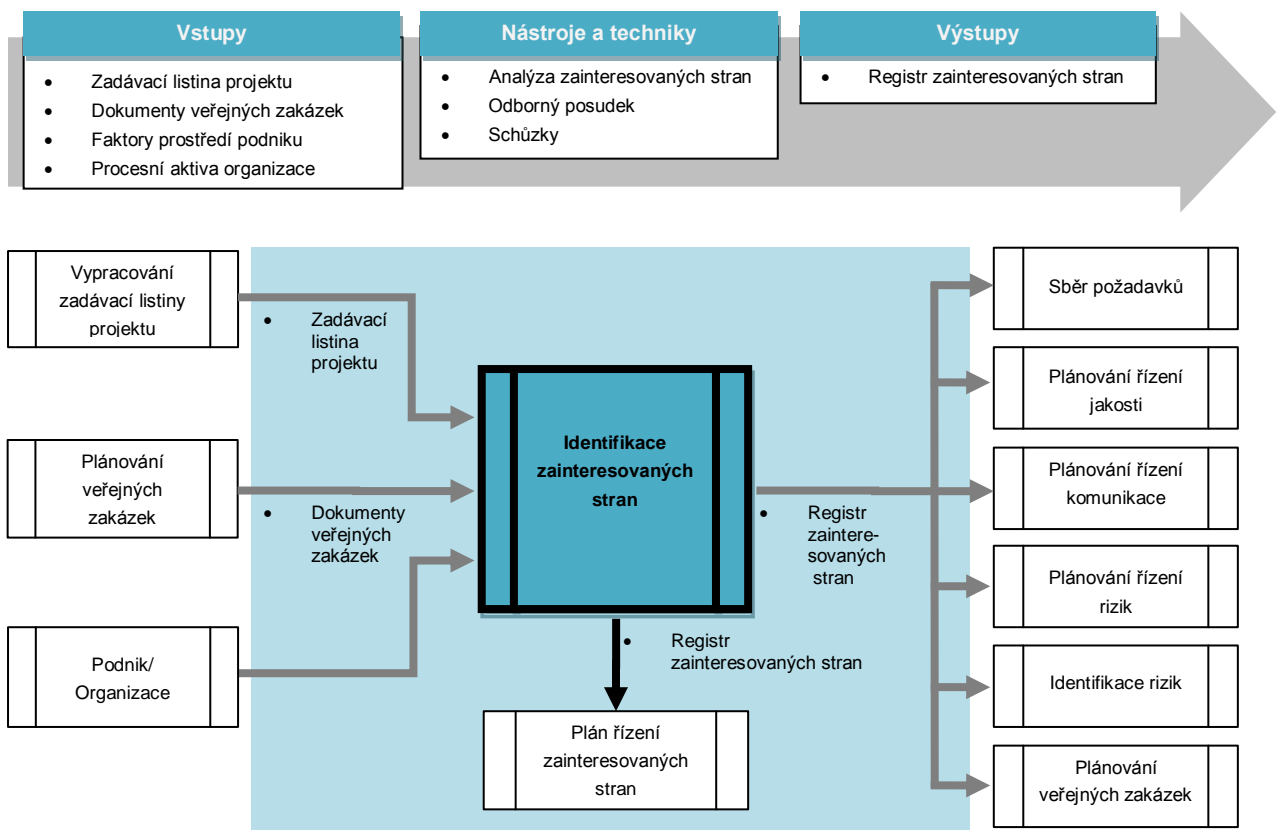 Vstupy
• Zadávací listina projektu
• Dokumenty veřejných zakázek
• Faktory prostředí podniku
• Procesní aktiva organizace
Nástroje a techniky
• Analýza zainteresovaných stran
• Odborný posudek
• Schůzky
Výstupy
• Registr zainteresovaných stran
Vypracování
zadávací listiny
projektu
Plánování
veřejných
zakázek
Podnik/
Organizace
• Zadávací
listina
projektu
• Dokumenty
veřejných
zakázek
Identifikace
zainteresovaných
stran
• Registr
zaintere-
sovaných
stran
• Registr
zainteresovaných stran
Plán řízení
zainteresovaných
stran
Sběr požadavků
Plánování řízení
jakosti
Plánování řízení
komunikace
Plánování řízení
rizik
Identifikace rizik
Plánování
veřejných zakázek